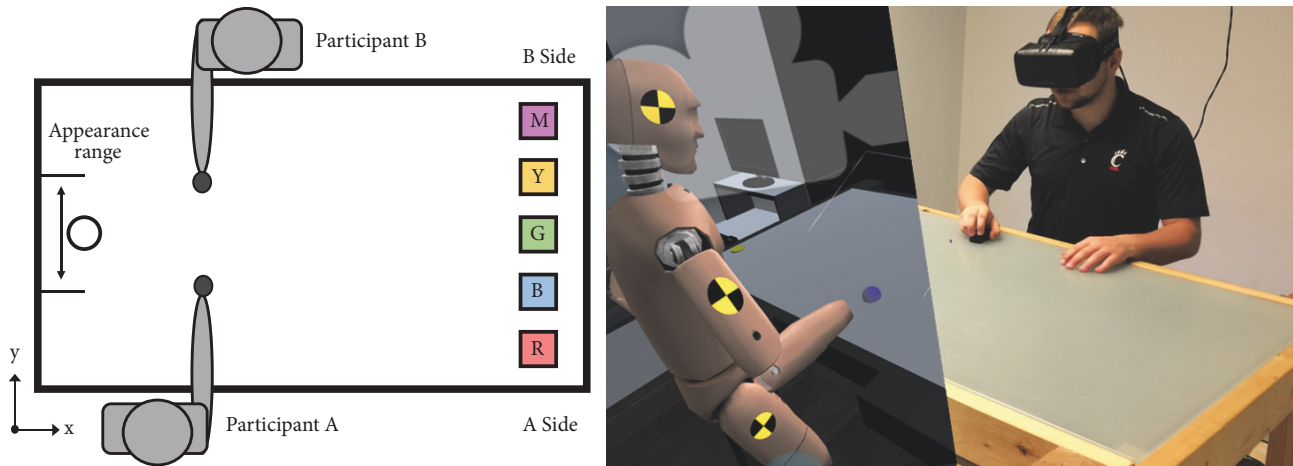 Participant B
B Side
Appearance
range
M
Y
G
B
R
y
x
Participant A
A Side
C